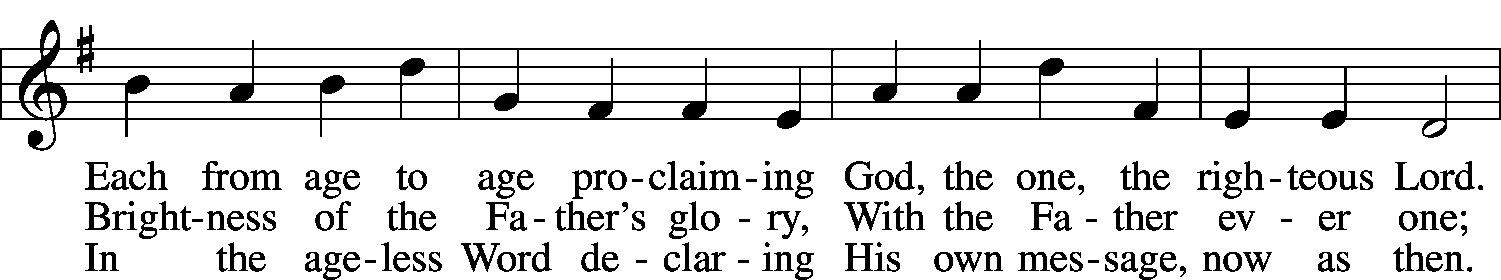 Each from age to age pro-claim-ing God, the one, the righ-teous Lord.
Bright-ness of the Fa-ther's glo-ry, With the Fa-ther ev-er one;
In the age-less Word de-clar-ing His own mes-sage, now as then.